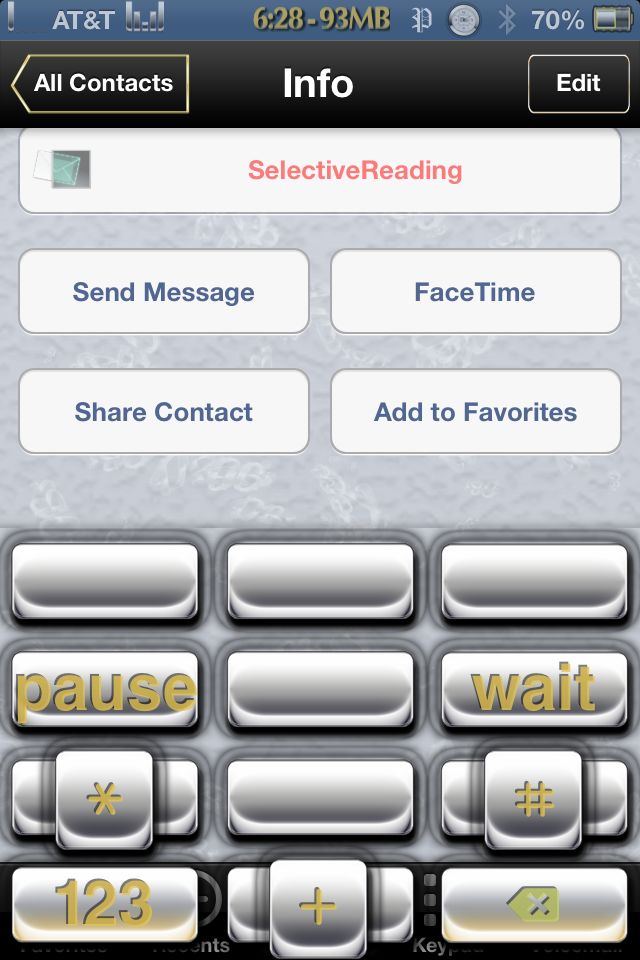 AT&T 6:28-93MB 70%
All Contacts Info Edit
SelectiveReading
Send Message FaceTime
Share Contact Add to Favorites
pause wait
* #
123 +
Favorites Recents Keypad Voicemail